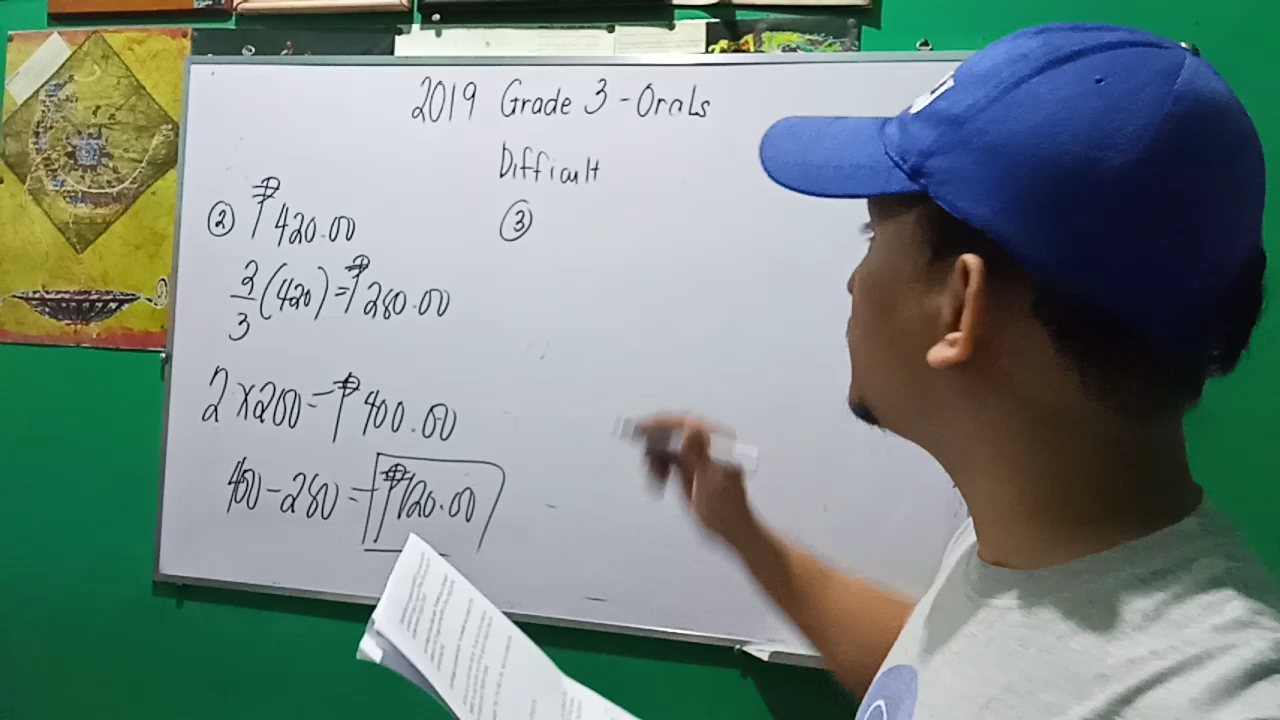 2019 Grade 3 - Orals
Difficult
② ₱420.00
2/3 (420) = ₱280.00
2 x 200 = ₱400.00
400 - 280 = ₱120.00
③